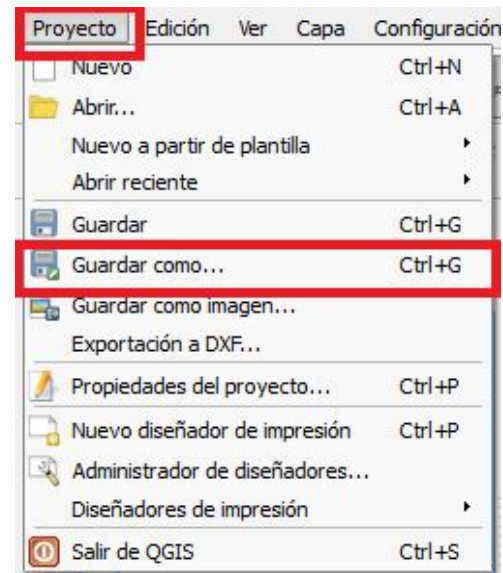 Proyecto Edición Ver Capa Configuración
Nuevo Ctrl+N
Abrir... Ctrl+A
Nuevo a partir de plantilla
Abrir reciente
Guardar Ctrl+G
Guardar como... Ctrl+G
Guardar como imagen...
Exportación a DXF...
Propiedades del proyecto... Ctrl+P
Nuevo diseñador de impresión Ctrl+P
Administrador de diseñadores...
Diseñadores de impresión
Salir de QGIS Ctrl+S